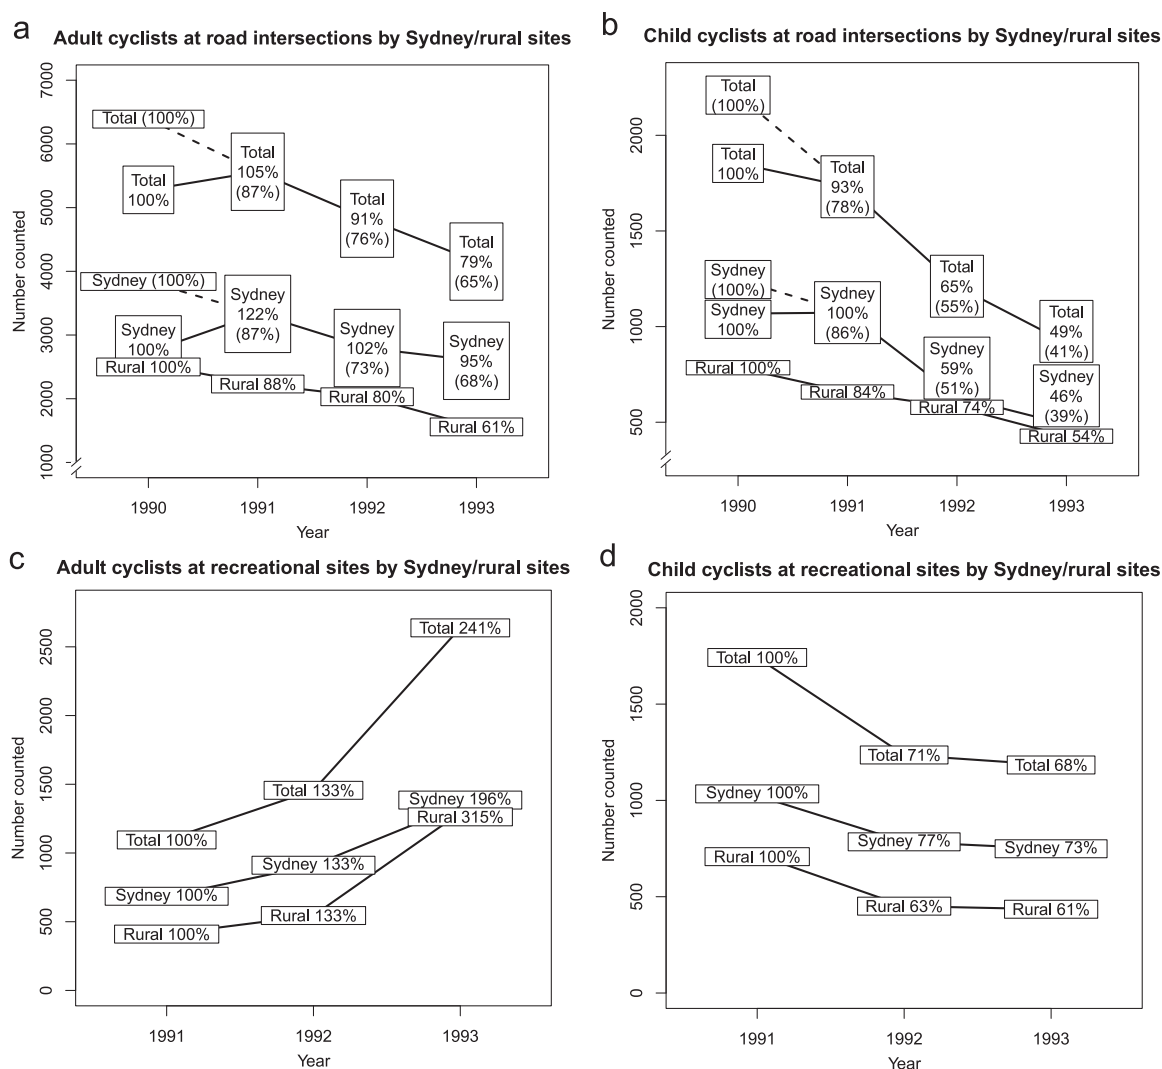 a
Adult cyclists at road intersections by Sydney/rural sites
Number counted
7000
6000
5000
4000
3000
2000
1000
Total (100%)
Total
100%
Total
105%
(87%)
Total
91%
(76%)
Total
79%
(65%)
Sydney (100%)
Sydney
100%
Sydney
122%
(87%)
Sydney
102%
(73%)
Sydney
95%
(68%)
Rural 100%
Rural 88%
Rural 80%
Rural 61%
1990
1991
1992
1993
Year
b
Child cyclists at road intersections by Sydney/rural sites
Number counted
2000
1500
1000
500
Total
(100%)
Total
100%
Total
93%
(78%)
Total
65%
(55%)
Total
49%
(41%)
Sydney
(100%)
Sydney
100%
Sydney
100%
(86%)
Sydney
59%
(51%)
Sydney
46%
(39%)
Rural 100%
Rural 84%
Rural 74%
Rural 54%
1990
1991
1992
1993
Year
c
Adult cyclists at recreational sites by Sydney/rural sites
Number counted
2500
2000
1500
1000
500
0
Total 100%
Total 133%
Total 241%
Sydney 100%
Sydney 133%
Sydney 196%
Rural 100%
Rural 133%
Rural 315%
1991
1992
1993
Year
d
Child cyclists at recreational sites by Sydney/rural sites
Number counted
2000
1500
1000
500
0
Total 100%
Total 71%
Total 68%
Sydney 100%
Sydney 77%
Sydney 73%
Rural 100%
Rural 63%
Rural 61%
1991
1992
1993
Year